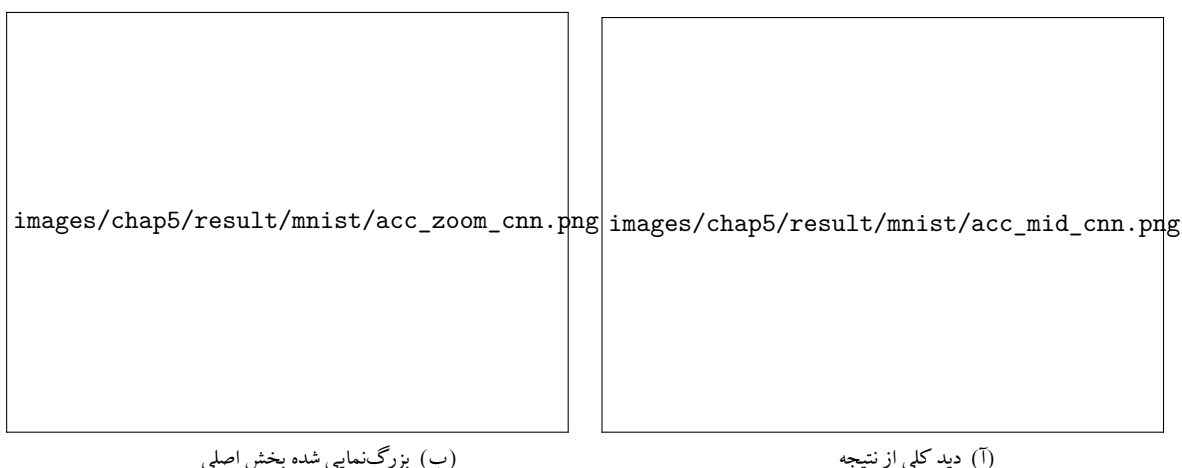 images/chap5/result/mnist/acc_mid_cnn.png
images/chap5/result/mnist/acc_zoom_cnn.png
(آ) دید کلی از نتیجه
(ب) بزرگ‌نمایی شده بخش اصلی